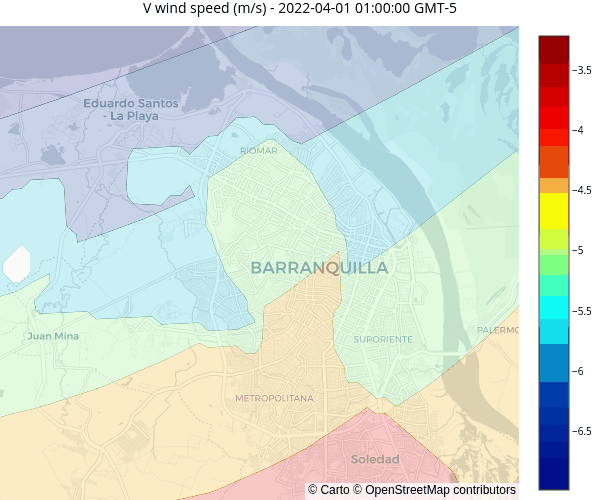 V wind speed (m/s) - 2022-04-01 01:00:00 GMT-5
−3.5
Eduardo Santos
- La Playa
−4
RIOMAR
−4.5
−5
BARRANQUILLA
−5.5
Juan Mina
SURORIENTE
PALERMO
−6
METROPOLITANA
−6.5
Soledad
© Carto © OpenStreetMap contributors